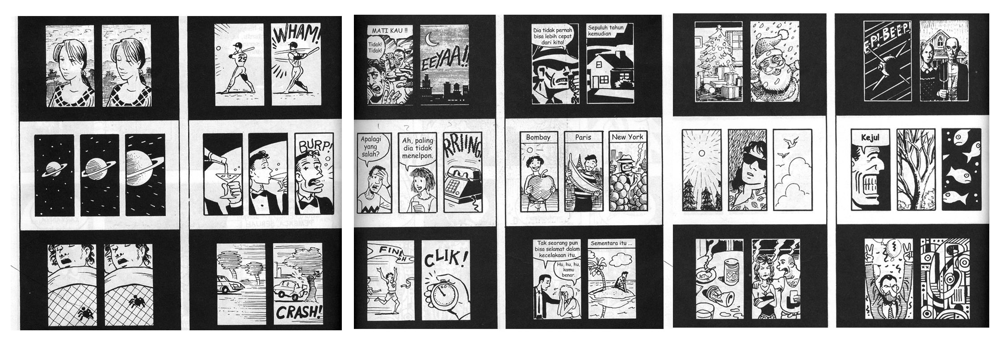 25
WHAM!
BURP!
CRASH!
MATI KAU !!
Tidak!
Tidak!
EEYAA!!
Apalagi
yang
salah?
Ah, paling
dia tidak
menelpon.
RRIING!
CLIK!
60
Dia tidak pernah
bisa lebih cepat
dari kita!
Sepuluh tahun
kemudian
Bombay
Paris
New York
Tak seorang pun
bisa selamat dalam
kecelakaan itu.
Hu, hu, hu,
kamu
benar.
Sementara itu ...
EP! BEEP!
Kejul